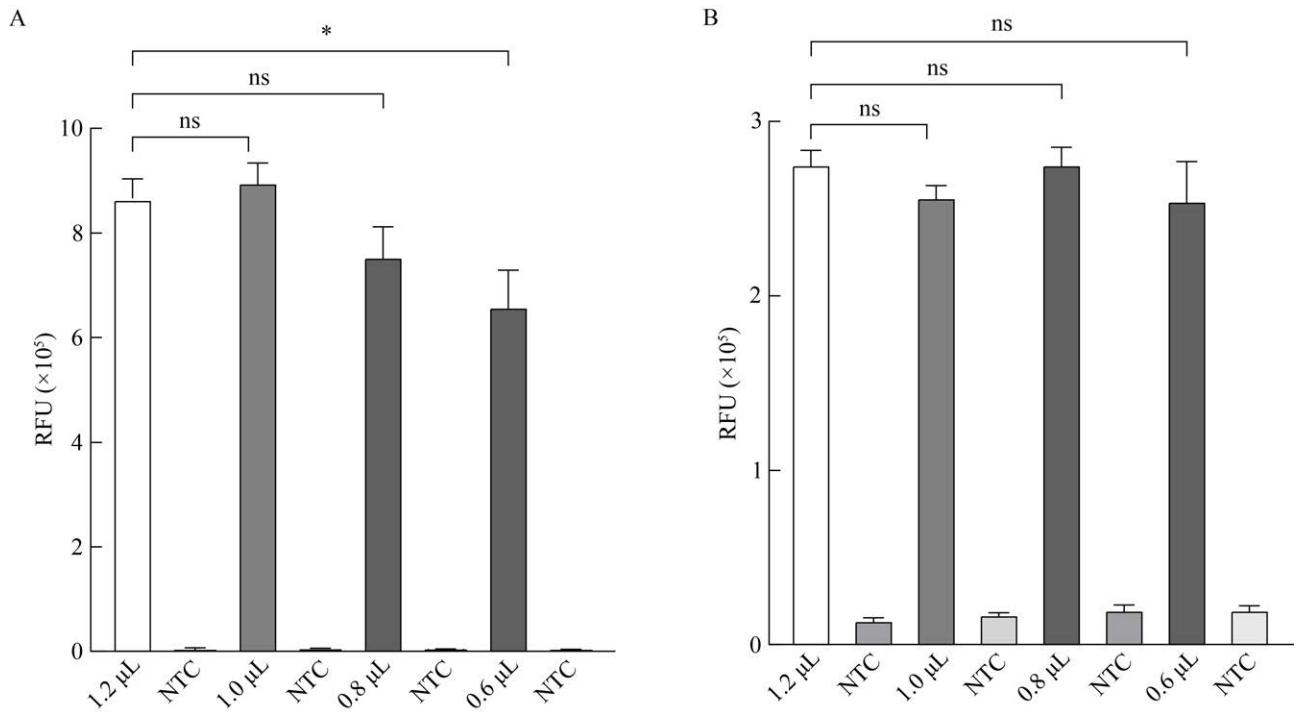 A
*
ns
ns
10
8
6
4
2
0
RFU (×10⁵)
1.2 μL
NTC
1.0 μL
NTC
0.8 μL
NTC
0.6 μL
NTC
B
ns
ns
ns
3
2
1
0
RFU (×10⁵)
1.2 μL
NTC
1.0 μL
NTC
0.8 μL
NTC
0.6 μL
NTC